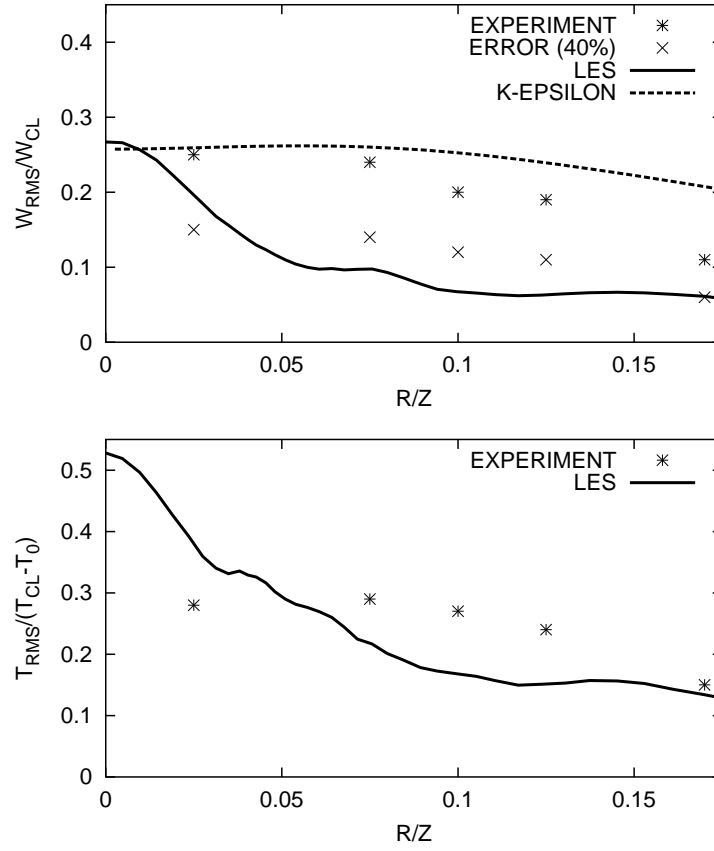 0.4
0.3
0.2
0.1
0
W_RMS/W_CL
EXPERIMENT
ERROR (40%)
LES
K-EPSILON
0 0.05 0.1 0.15
R/Z
0.5
0.4
0.3
0.2
0.1
0
T_RMS/(T_CL-T_0)
EXPERIMENT
LES
0 0.05 0.1 0.15
R/Z